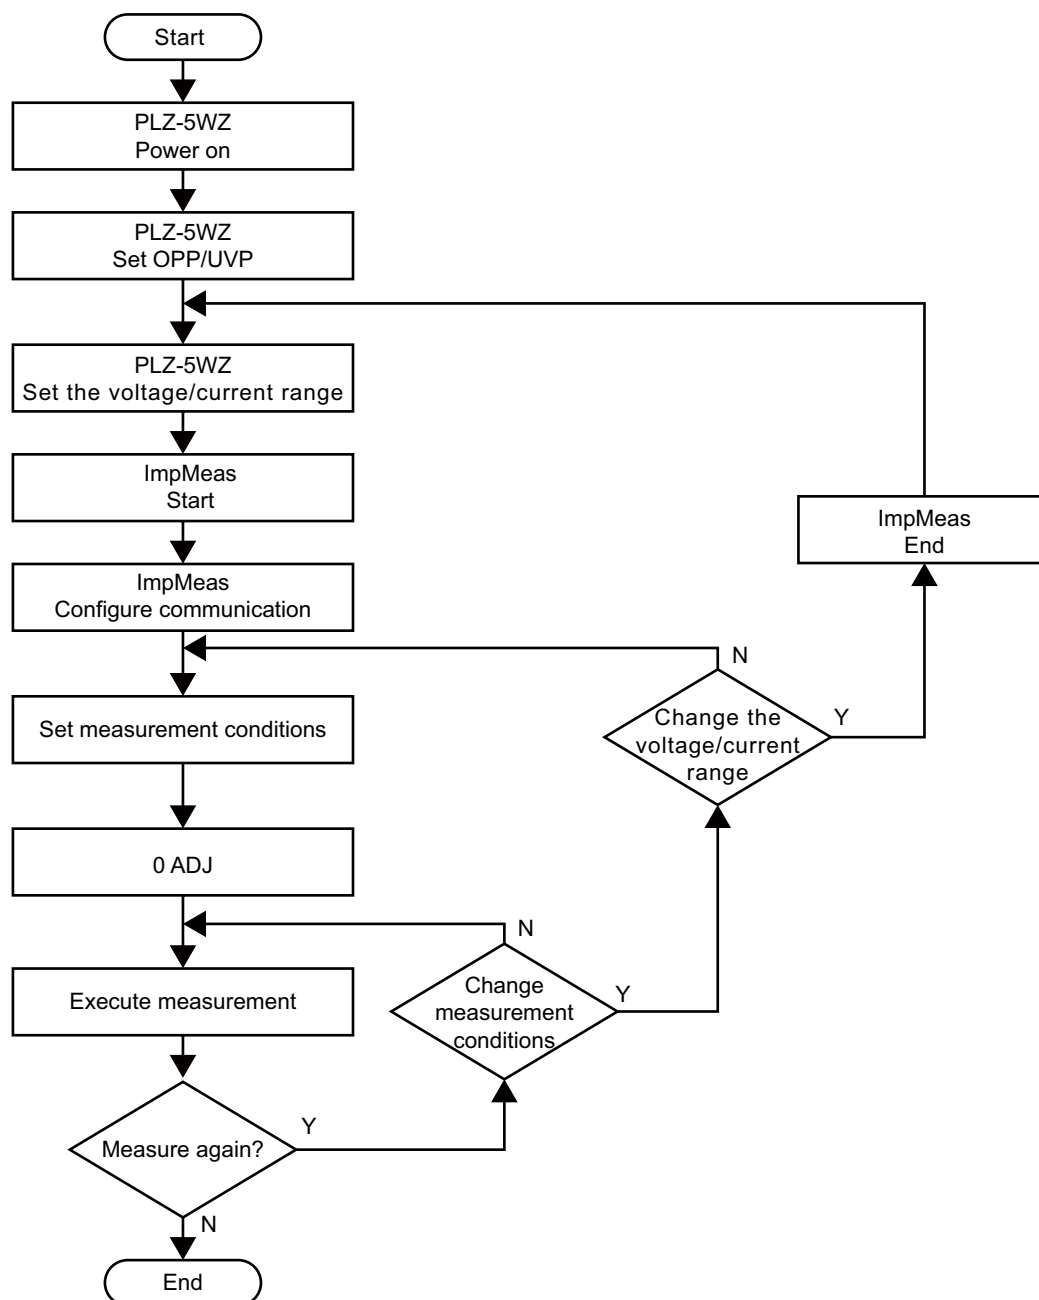 Start
PLZ-5WZ
Power on
PLZ-5WZ
Set OPP/UVP
PLZ-5WZ
Set the voltage/current range
ImpMeas
Start
ImpMeas
End
ImpMeas
Configure communication
N
Change the
voltage/current
range
Y
Set measurement conditions
0 ADJ
N
Change
measurement
conditions
Y
Execute measurement
Measure again?
Y
N
End